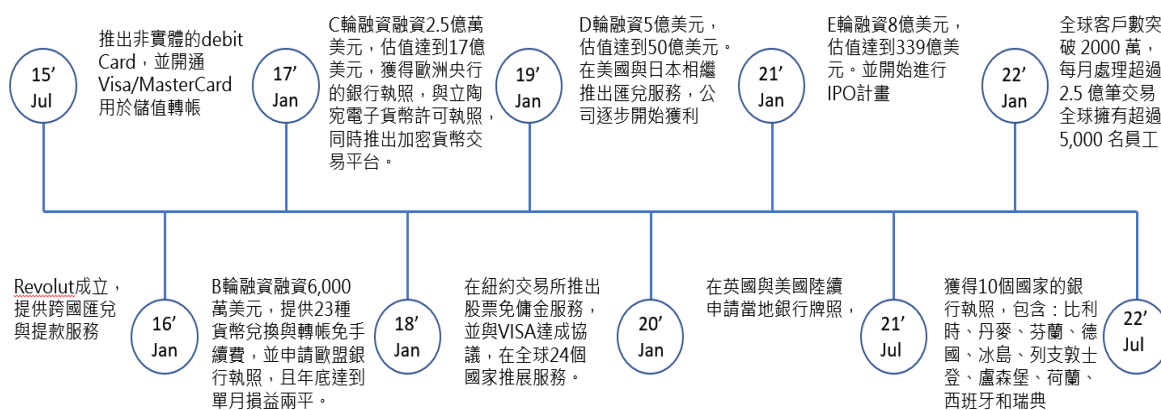 15’
Jul
推出非實體的debit
Card，並開通
Visa/MasterCard
用於儲值轉帳
17’
Jan
C輪融資融資2.5億萬
美元，估值達到17億
美元，獲得歐洲央行
的銀行執照，與立陶
宛電子貨幣許可執照，
同時推出加密貨幣交
易平台。
19’
Jan
D輪融資5億美元，
估值達到50億美元。
在美國與日本相繼
推出匯兌服務，公
司逐步開始獲利
21’
Jan
E輪融資8億美元，
估值達到339億美
元。並開始進行
IPO計畫
22’
Jan
全球客戶數突
破 2000 萬，
每月處理超過
2.5 億筆交易
全球擁有超過
5,000 名員工
Revolut成立，
提供跨國匯兌
與提款服務
16’
Jan
B輪融資融資6,000
萬美元，提供23種
貨幣兌換與轉帳免手
續費，並申請歐盟銀
行執照，且年底達到
單月損益兩平。
18’
Jan
在紐約交易所推出
股票免傭金服務，
並與VISA達成協
議，在全球24個
國家推展服務。
20’
Jan
在英國與美國陸續
申請當地銀行牌照，
21’
Jul
獲得10個國家的銀
行執照，包含：比利
時、丹麥、芬蘭、德
國、冰島、列支敦士
登、盧森堡、荷蘭、
西班牙和瑞典
22’
Jul